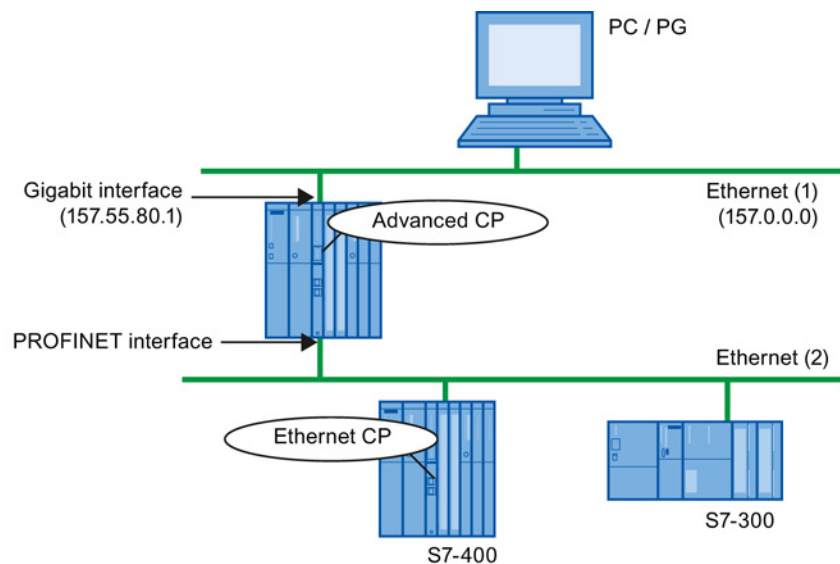 PC / PG
Gigabit interface
(157.55.80.1)
Advanced CP
Ethernet (1)
(157.0.0.0)
PROFINET interface
Ethernet (2)
Ethernet CP
S7-400
S7-300